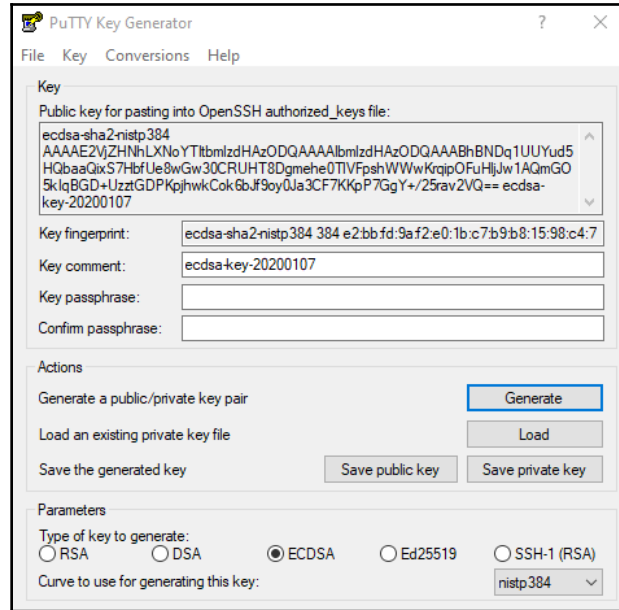 PuTTY Key Generator
? ×
File Key Conversions Help
Key
Public key for pasting into OpenSSH authorized_keys file:
ecdsa-sha2-nistp384
AAAAE2VjZHNhLXNoYTItbmlzdHAzODQAAAAIbmlzdHAzODQAAABhBNDq1UUYud5
HQbaaQixS7HbfUe8wGw30CRUHT8Dgmehe0TlVFpshWWwKrqipOFuHljJw1AQmGO
5kIqBGD+UzztGDPKpjhwkCok6bJf9oy0Ja3CF7KKpP7GgY+/25rav2VQ== ecdsa-
key-20200107
Key fingerprint: ecdsa-sha2-nistp384 384 e2:bb:fd:9a:f2:e0:1b:c7:b9:b8:15:98:c4:7
Key comment: ecdsa-key-20200107
Key passphrase:
Confirm passphrase:
Actions
Generate a public/private key pair Generate
Load an existing private key file Load
Save the generated key Save public key Save private key
Parameters
Type of key to generate:
RSA DSA ECDSA Ed25519 SSH-1 (RSA)
Curve to use for generating this key: nistp384